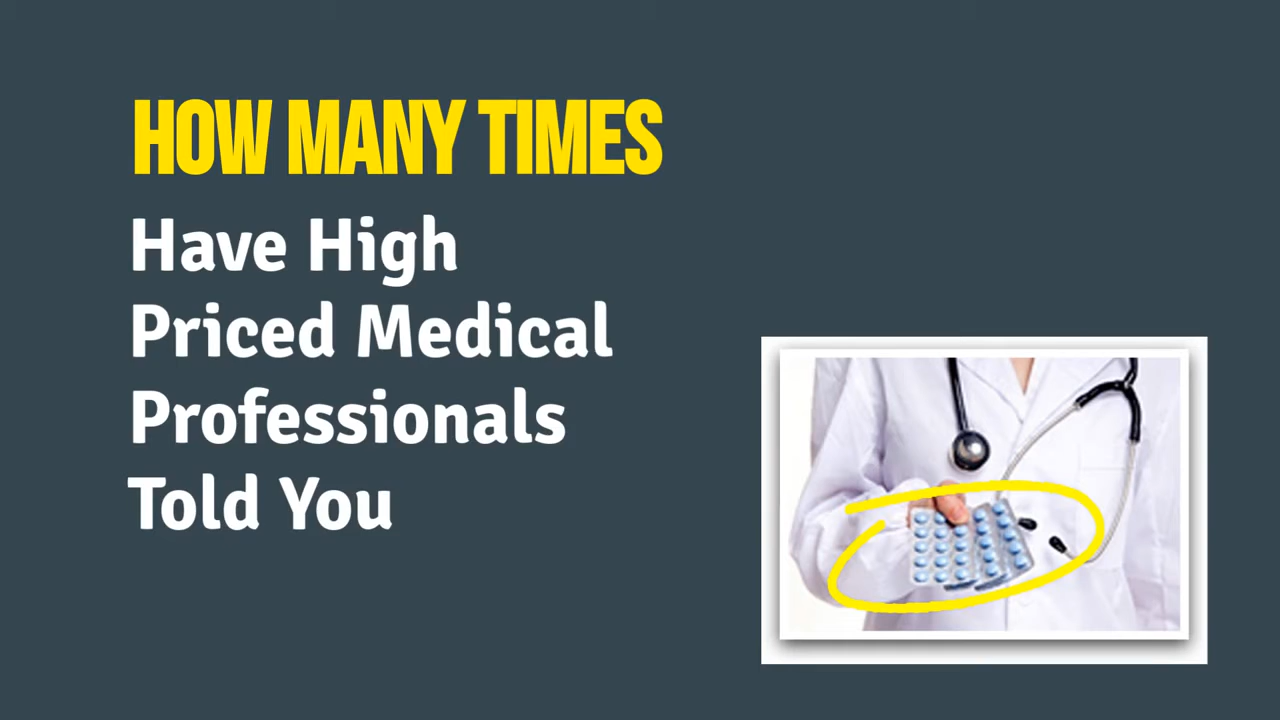 HOW MANY TIMES
Have High
Priced Medical
Professionals
Told You